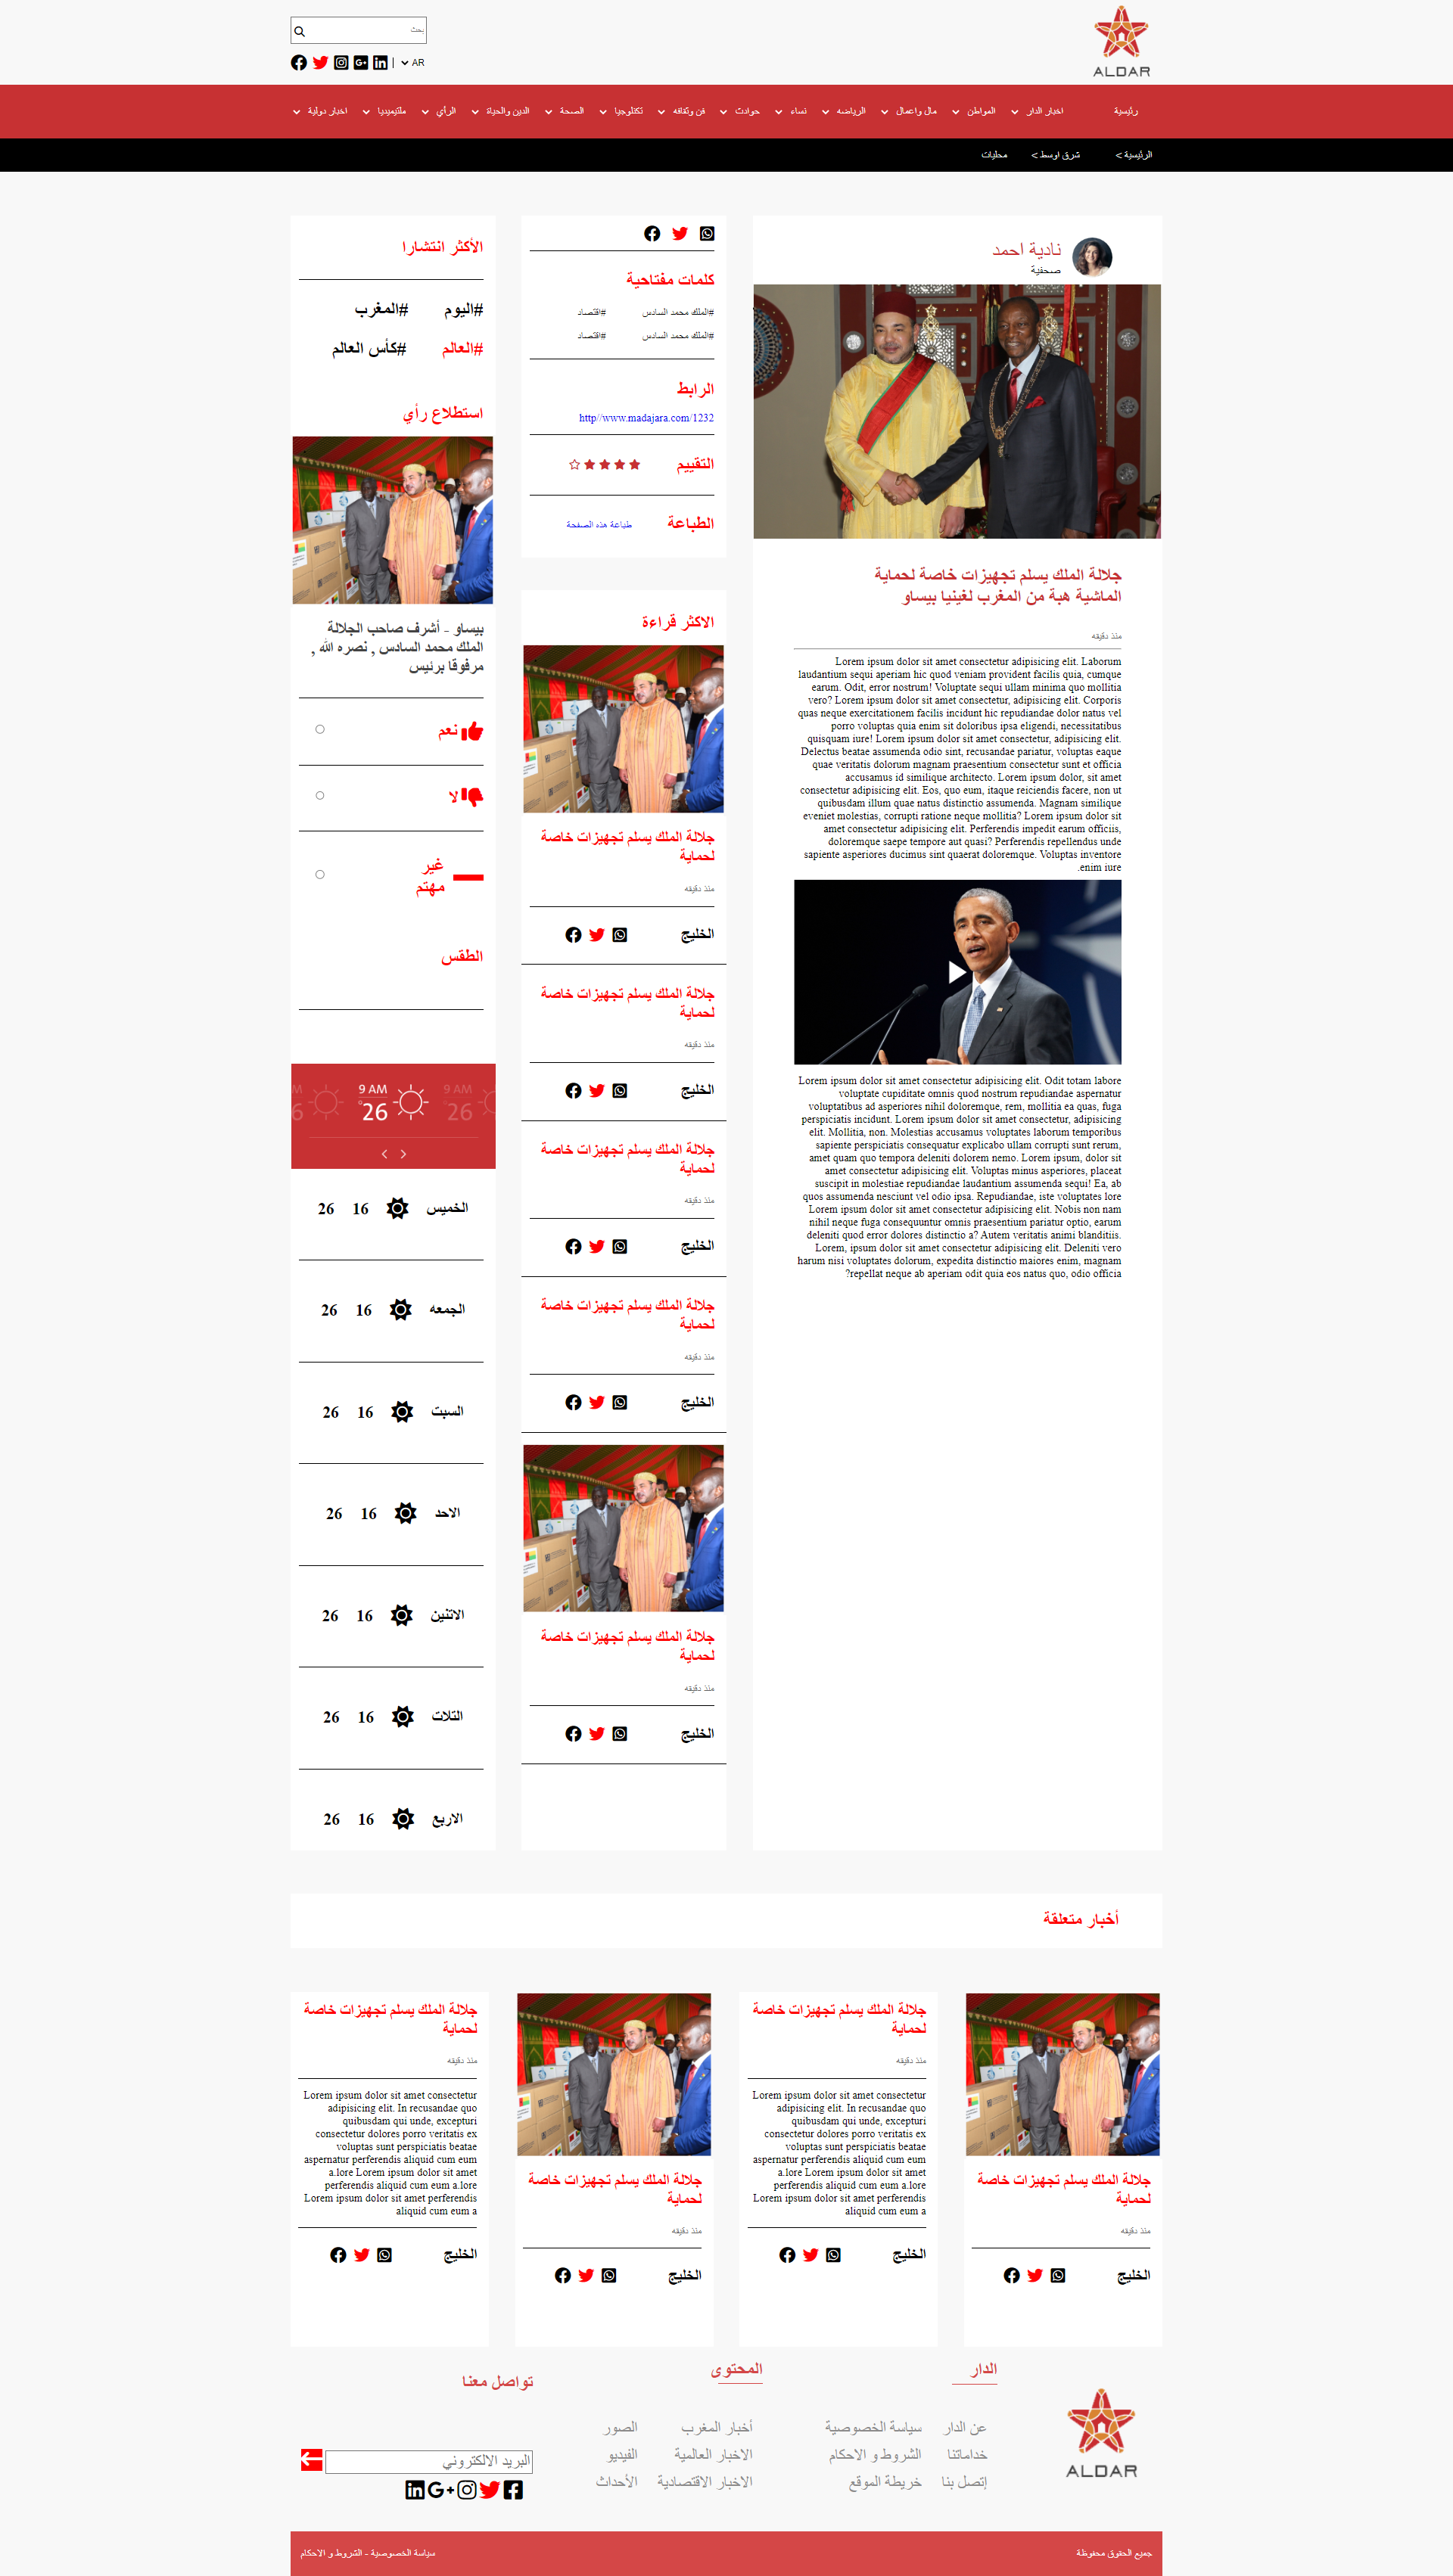 ALDAR
بحث
AR
|
رئيسية
اخبار الدار
المواطن
مال واعمال
الرياضه
نساء
حوادث
فن وثقافه
تكنلوجيا
الصحة
الدين والحياة
الرأي
ملتيميديا
اخبار دولية
الرئيسية >
شرق اوسط >
محليات
نادية احمد
صحفية
جلالة الملك يسلم تجهيزات خاصة لحماية
الماشية هبة من المغرب لغينيا بيساو
منذ دقيقه
Lorem ipsum dolor sit amet consectetur adipisicing elit. Laborum
laudantium sequi aperiam hic quod veniam provident facilis quia, cumque
earum. Odit, error nostrum! Voluptate sequi ullam minima quo mollitia
vero? Lorem ipsum dolor sit amet consectetur, adipisicing elit. Corporis
quas neque exercitationem facilis incidunt hic repudiandae dolor natus vel
porro voluptas quia enim sit doloribus ipsa eligendi, necessitatibus
quisquam iure! Lorem ipsum dolor sit amet consectetur, adipisicing elit.
Delectus beatae assumenda odio sint, recusandae pariatur, voluptas eaque
quae veritatis dolorum magnam praesentium consectetur sunt et officia
accusamus id similique architecto. Lorem ipsum dolor, sit amet
consectetur adipisicing elit. Eos, quo eum, itaque reiciendis facere, non ut
quibusdam illum quae natus distinctio assumenda. Magnam similique
eveniet molestias, corrupti ratione neque mollitia? Lorem ipsum dolor sit
amet consectetur adipisicing elit. Perferendis impedit earum officiis,
doloremque saepe tempore aut quasi? Perferendis repellendus unde
sapiente asperiores ducimus sint quaerat doloremque. Voluptas inventore
.enim iure
Lorem ipsum dolor sit amet consectetur adipisicing elit. Odit totam labore
voluptate cupiditate omnis quod nostrum repudiandae aspernatur
voluptatibus ad asperiores nihil doloremque, rem, mollitia ea quas, fuga
perspiciatis incidunt. Lorem ipsum dolor sit amet consectetur, adipisicing
elit. Mollitia, non. Molestias accusamus voluptates laborum temporibus
sapiente perspiciatis consequatur explicabo ullam corrupti sunt rerum,
amet quam quo tempora deleniti dolorem nemo. Lorem ipsum, dolor sit
amet consectetur adipisicing elit. Voluptas minus asperiores, placeat
suscipit in molestiae repudiandae laudantium assumenda sequi! Ea, ab
quos assumenda nesciunt vel odio ipsa. Repudiandae, iste voluptates lore
Lorem ipsum dolor sit amet consectetur adipisicing elit. Nobis non nam
nihil neque fuga consequuntur omnis praesentium pariatur optio, earum
deleniti quod error dolores distinctio a? Autem veritatis animi blanditiis.
Lorem, ipsum dolor sit amet consectetur adipisicing elit. Deleniti vero
harum nisi voluptates dolorum, expedita distinctio maiores enim, magnam
?repellat neque ab aperiam odit quia eos natus quo, odio officia
كلمات مفتاحية
#الملك محمد السادس #اقتصاد
#الملك محمد السادس #اقتصاد
الرابط
http//www.madajara.com/1232
التقييم
الطباعة
طباعة هذه الصفحة
الاكثر قراءة
جلالة الملك يسلم تجهيزات خاصة
لحماية
منذ دقيقه
الخليج
جلالة الملك يسلم تجهيزات خاصة
لحماية
منذ دقيقه
الخليج
جلالة الملك يسلم تجهيزات خاصة
لحماية
منذ دقيقه
الخليج
جلالة الملك يسلم تجهيزات خاصة
لحماية
منذ دقيقه
الخليج
جلالة الملك يسلم تجهيزات خاصة
لحماية
منذ دقيقه
الخليج
الأكثر انتشارا
#اليوم #المغرب
#العالم #كأس العالم
استطلاع رأي
بيساو - أشرف صاحب الجلالة
الملك محمد السادس , نصره الله ,
مرفوقا برئيس
نعم
لا
غير
مهتم
الطقس
9 AM
26°
9 AM
26
الخميس 16 26
الجمعه 16 26
السبت 16 26
الاحد 16 26
الاثنين 16 26
الثلاث 16 26
الاربع 16 26
أخبار متعلقة
جلالة الملك يسلم تجهيزات خاصة
لحماية
منذ دقيقه
الخليج
جلالة الملك يسلم تجهيزات خاصة
لحماية
منذ دقيقه
Lorem ipsum dolor sit amet consectetur
adipisicing elit. In recusandae quo
quibusdam qui unde, excepturi
consectetur dolores porro veritatis ex
voluptas sunt perspiciatis beatae
aspernatur perferendis aliquid cum eum
a.lore Lorem ipsum dolor sit amet
perferendis aliquid cum eum a.lore
Lorem ipsum dolor sit amet perferendis
aliquid cum eum a
الخليج
جلالة الملك يسلم تجهيزات خاصة
لحماية
منذ دقيقه
الخليج
جلالة الملك يسلم تجهيزات خاصة
لحماية
منذ دقيقه
Lorem ipsum dolor sit amet consectetur
adipisicing elit. In recusandae quo
quibusdam qui unde, excepturi
consectetur dolores porro veritatis ex
voluptas sunt perspiciatis beatae
aspernatur perferendis aliquid cum eum
a.lore Lorem ipsum dolor sit amet
perferendis aliquid cum eum a.lore
Lorem ipsum dolor sit amet perferendis
aliquid cum eum a
الخليج
ALDAR
الدار
عن الدار سياسة الخصوصية
خداماتنا الشروط و الاحكام
إتصل بنا خريطة الموقع
المحتوى
أخبار المغرب الصور
الاخبار العالمية الفيديو
الاخبار الاقتصادية الأحداث
تواصل معنا
البريد الالكتروني
جميع الحقوق محفوظة
سياسة الخصوصية - الشروط و الاحكام